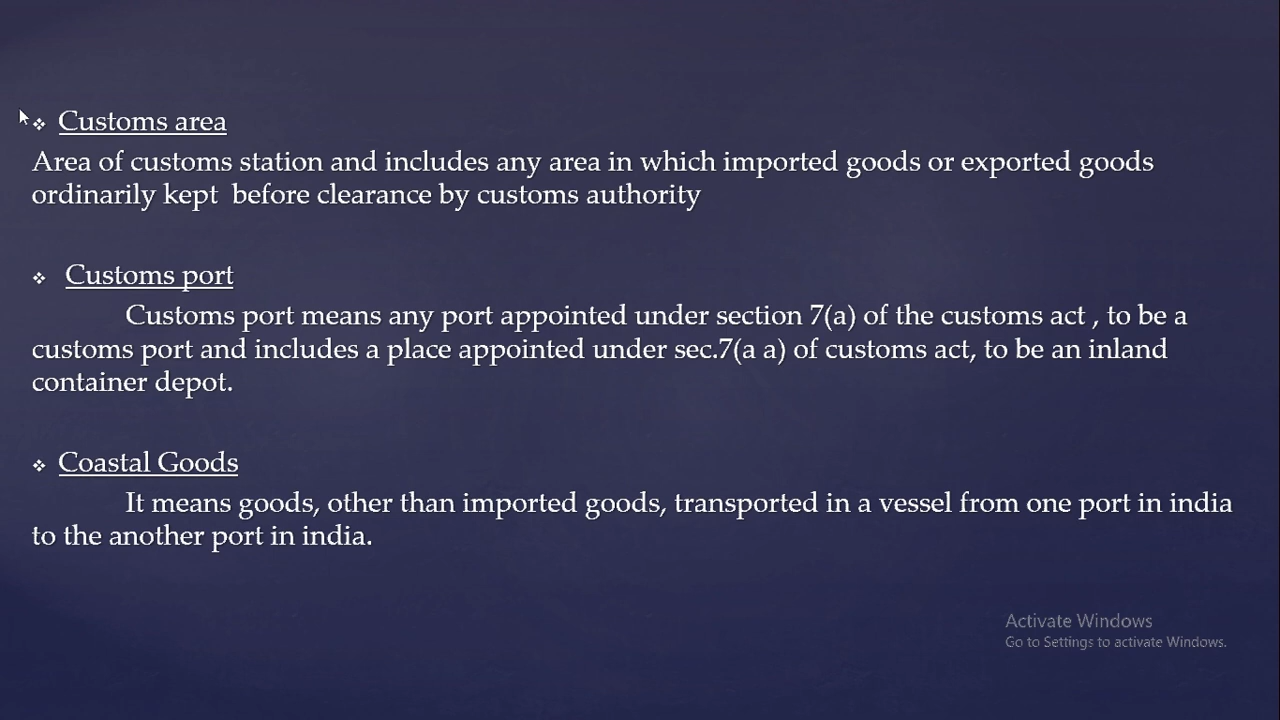 ❖ Customs area
Area of customs station and includes any area in which imported goods or exported goods
ordinarily kept  before clearance by customs authority
❖ Customs port
Customs port means any port appointed under section 7(a) of the customs act , to be a
customs port and includes a place appointed under sec.7(a a) of customs act, to be an inland
container depot.
❖ Coastal Goods
It means goods, other than imported goods, transported in a vessel from one port in india
to the another port in india.
Activate Windows
Go to Settings to activate Windows.